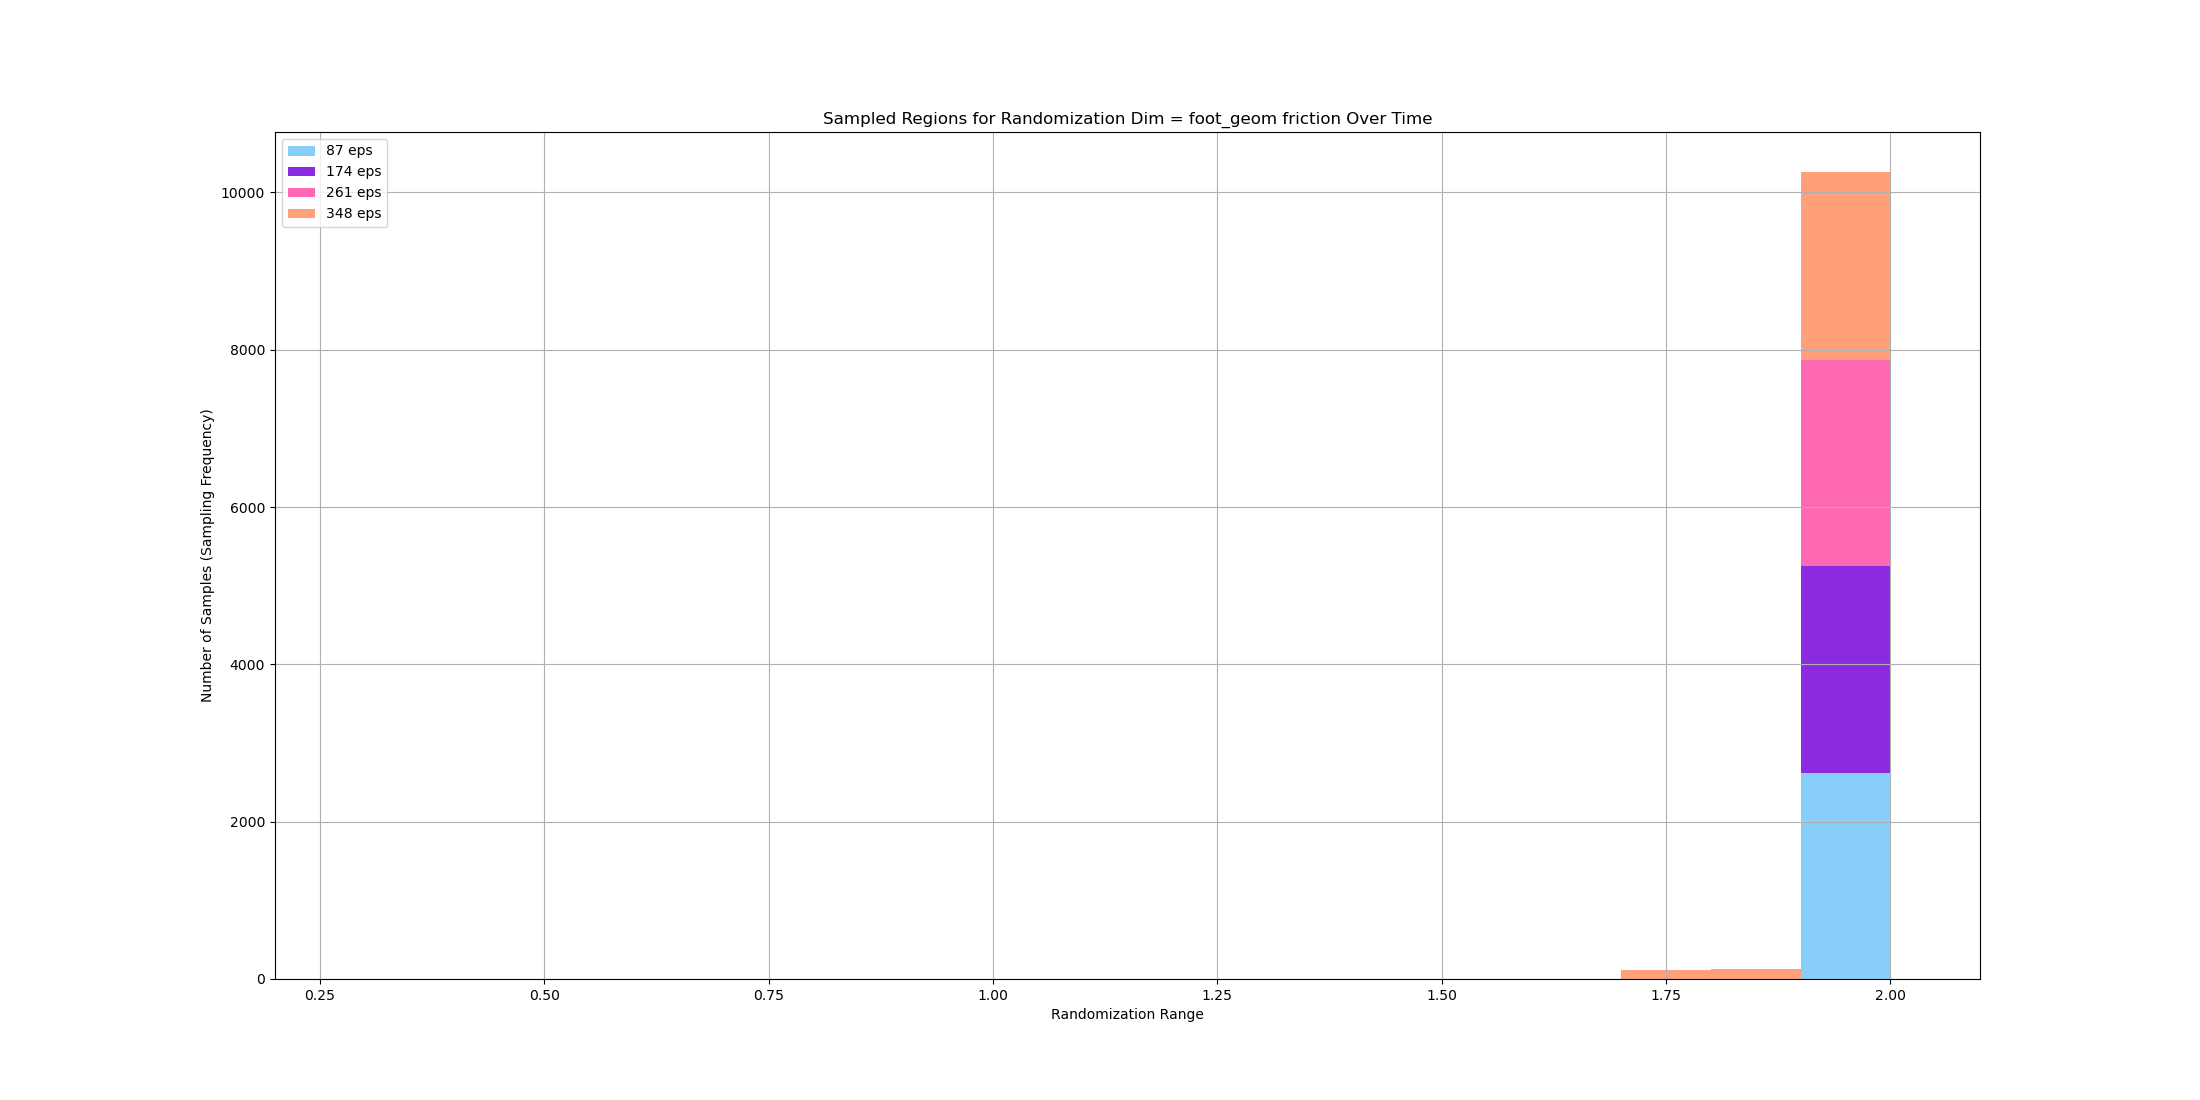 Sampled Regions for Randomization Dim = foot_geom friction Over Time
87 eps
174 eps
261 eps
348 eps
10000
8000
6000
4000
2000
0
Number of Samples (Sampling Frequency)
0.25 0.50 0.75 1.00 1.25 1.50 1.75 2.00
Randomization Range